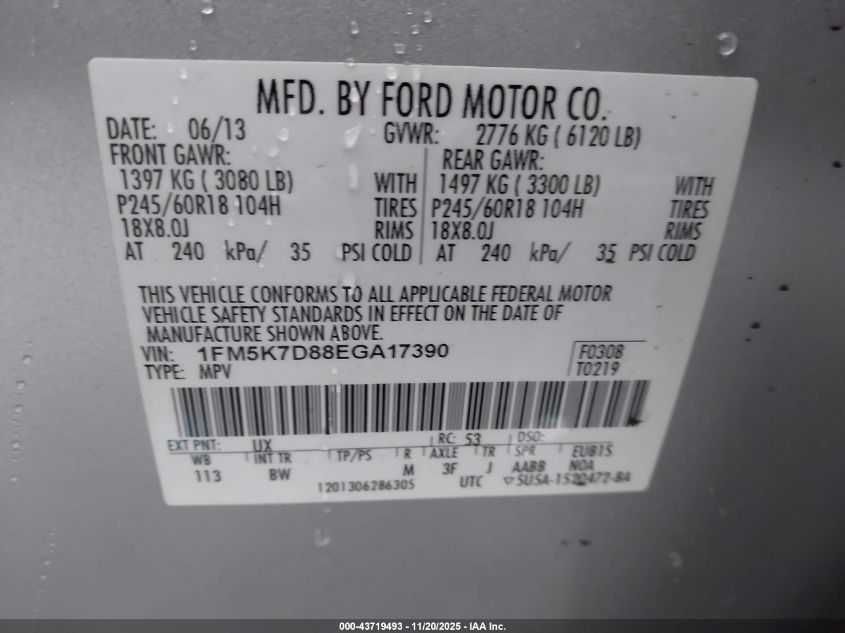 MFD. BY FORD MOTOR CO.
DATE: 06/13 GVWR: 2776 KG ( 6120 LB)
FRONT GAWR: REAR GAWR:
1397 KG ( 3080 LB) WITH 1497 KG ( 3300 LB) WITH
P245/60R18 104H TIRES P245/60R18 104H TIRES
18X8.0J RIMS 18X8.0J RIMS
AT 240 kPa/ 35 PSI COLD AT 240 kPa/ 35 PSI COLD
THIS VEHICLE CONFORMS TO ALL APPLICABLE FEDERAL MOTOR
VEHICLE SAFETY STANDARDS IN EFFECT ON THE DATE OF
MANUFACTURE SHOWN ABOVE.
VIN: 1FM5K7D88EGA17390 F0308
TYPE: MPV T0219
EXT PNT: UX RC: 53 DSO:
WB INT TR TP/PS R AXLE TR SPR EUB15
113 BW M 3F J AABB NOA
1201306286305 UTC ▽5U5A-1520472-BA
000-43719493 - 11/20/2025 - IAA Inc.